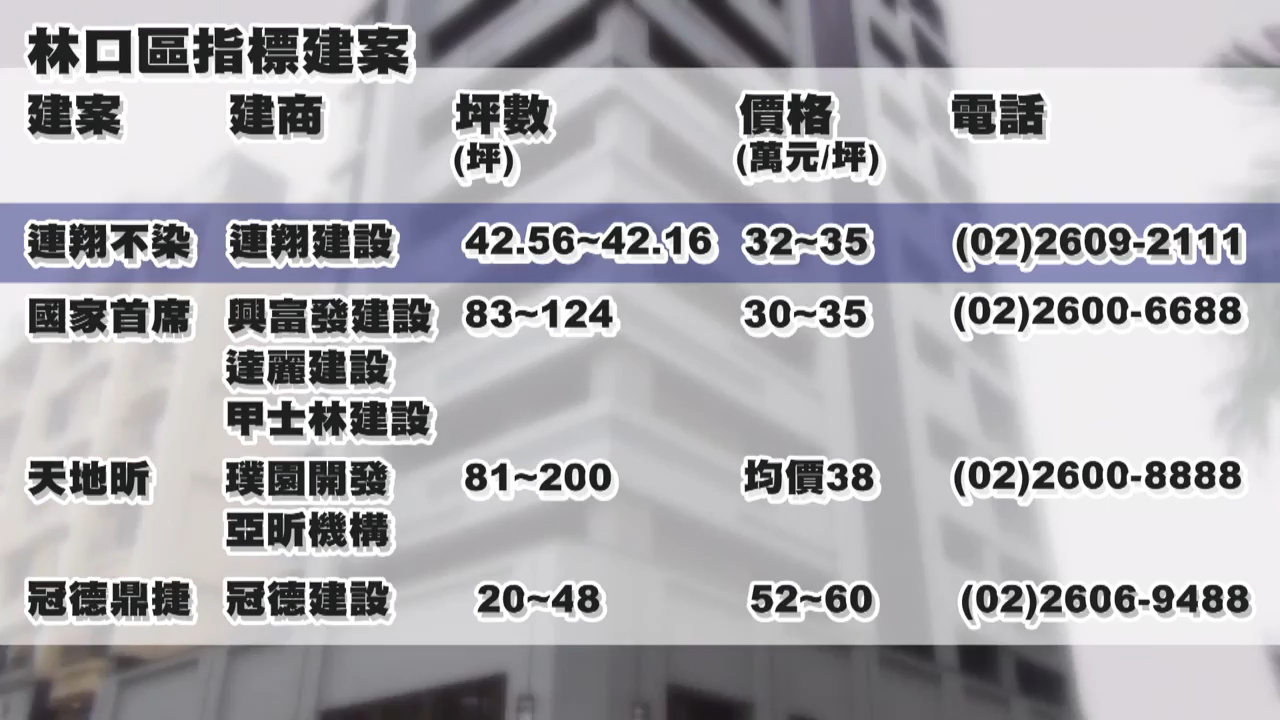 林口區指標建案
建案 建商 坪數 價格 電話
(坪) (萬元/坪)
連翔不染 連翔建設 42.56~42.16 32~35 (02)2609-2111
國家首席 興富發建設 83~124 30~35 (02)2600-6688
達麗建設
甲士林建設
天地昕 璞園開發 81~200 均價38 (02)2600-8888
亞昕機構
冠德鼎捷 冠德建設 20~48 52~60 (02)2606-9488